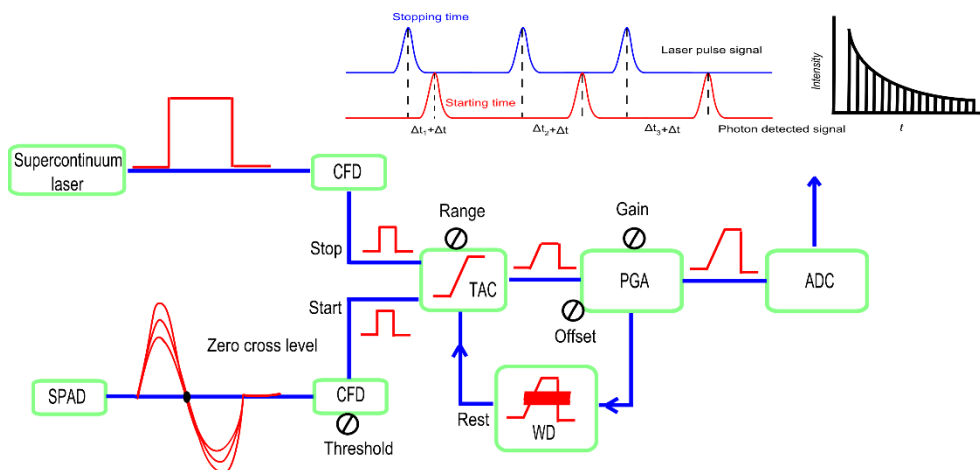 Stopping time
Laser pulse signal
Starting time
Δt₁+Δt
Δt₂+Δt
Δt₃+Δt
Photon detected signal
Intensity
t
Supercontinuum
laser
CFD
Stop
Range
TAC
Gain
PGA
Offset
ADC
Start
Zero cross level
SPAD
CFD
Threshold
Rest
WD